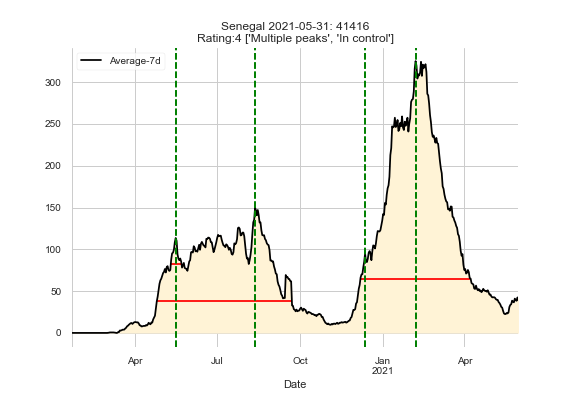 Senegal 2021-05-31: 41416
Rating:4 ['Multiple peaks', 'In control']
Average-7d
300
250
200
150
100
50
0
Apr
Jul
Oct
Jan
2021
Apr
Date